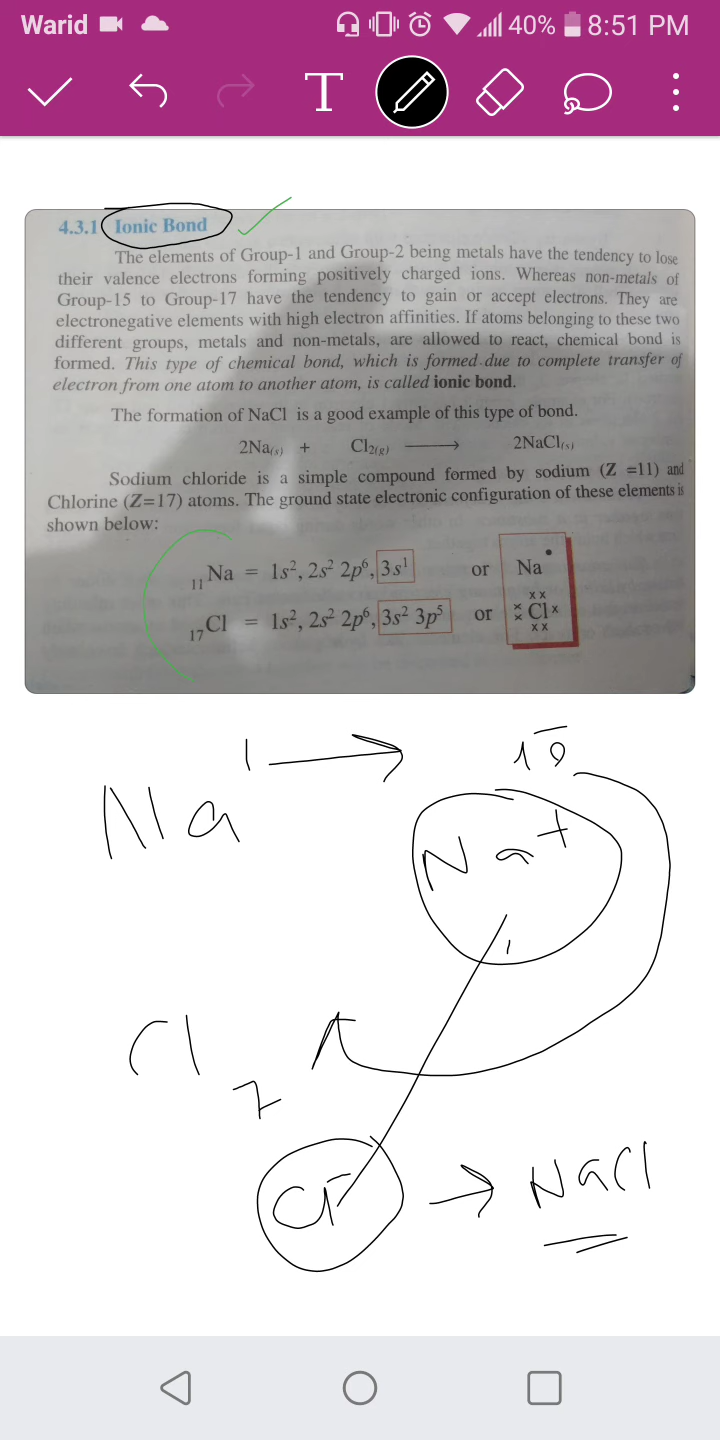 Warid 40% 8:51 PM
T
4.3.1 Ionic Bond
The elements of Group-1 and Group-2 being metals have the tendency to lose
their valence electrons forming positively charged ions. Whereas non-metals of
Group-15 to Group-17 have the tendency to gain or accept electrons. They are
electronegative elements with high electron affinities. If atoms belonging to these two
different groups, metals and non-metals, are allowed to react, chemical bond is
formed. This type of chemical bond, which is formed due to complete transfer of
electron from one atom to another atom, is called ionic bond.
The formation of NaCl is a good example of this type of bond.
2Na(s) + Cl2(g) ⟶ 2NaCl(s)
Sodium chloride is a simple compound formed by sodium (Z =11) and
Chlorine (Z=17) atoms. The ground state electronic configuration of these elements is
shown below:
₁₁Na = 1s², 2s² 2p⁶, 3s¹ or Na •
₁₇Cl = 1s², 2s² 2p⁶, 3s² 3p⁵ or xx xx Cl x xx
Na¹ → 1e⁻
Na⁺
Cl 7
Cl⁻ → NaCl